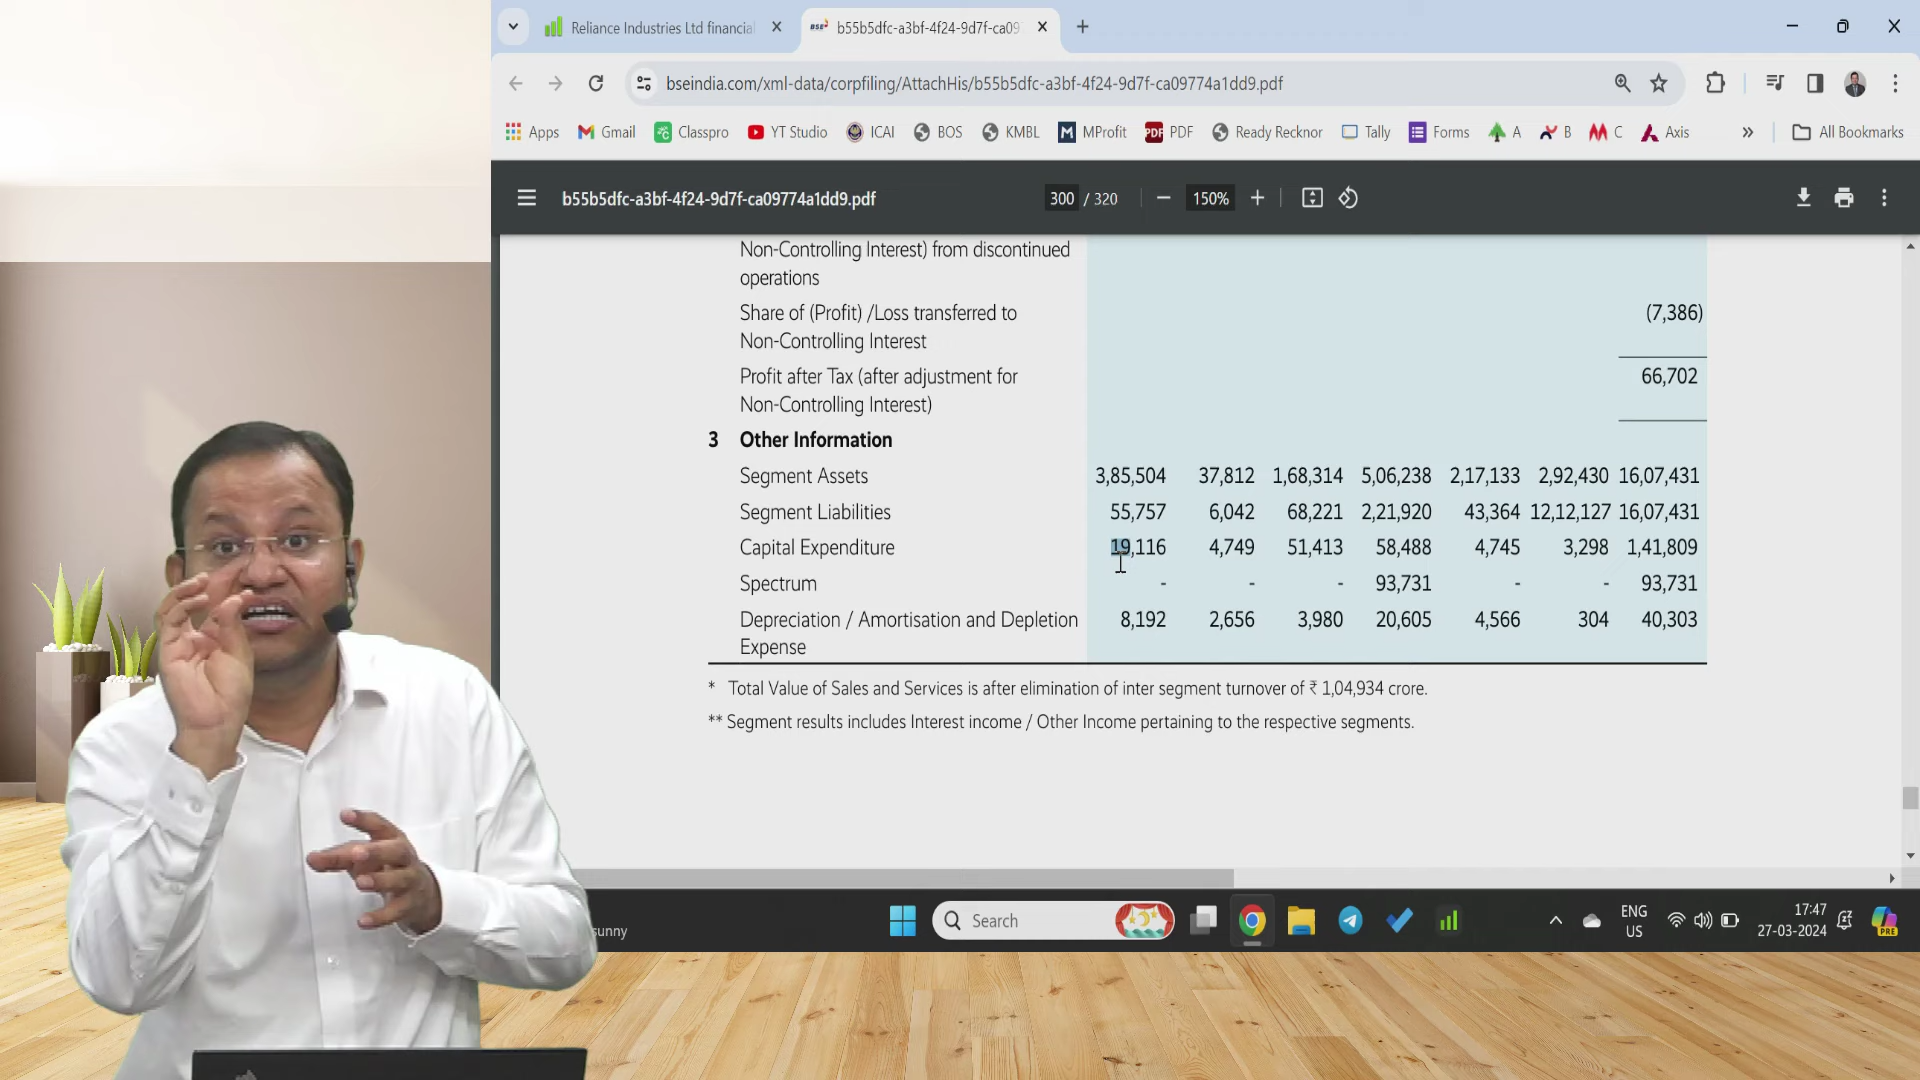 Reliance Industries Ltd financia
BSE b55b5dfc-a3bf-4f24-9d7f-ca09
bseindia.com/xml-data/corpfiling/AttachHis/b55b5dfc-a3bf-4f24-9d7f-ca09774a1dd9.pdf
Apps Gmail Classpro YT Studio ICAI BOS KMBL M MProfit PDF PDF Ready Recknor Tally Forms A B C Axis » All Bookmarks
b55b5dfc-a3bf-4f24-9d7f-ca09774a1dd9.pdf 300 / 320 150%
Non-Controlling Interest) from discontinued
operations
Share of (Profit) /Loss transferred to (7,386)
Non-Controlling Interest
Profit after Tax (after adjustment for 66,702
Non-Controlling Interest)
3 Other Information
Segment Assets 3,85,504 37,812 1,68,314 5,06,238 2,17,133 2,92,430 16,07,431
Segment Liabilities 55,757 6,042 68,221 2,21,920 43,364 12,12,127 16,07,431
Capital Expenditure 19,116 4,749 51,413 58,488 4,745 3,298 1,41,809
Spectrum - - - 93,731 - - 93,731
Depreciation / Amortisation and Depletion 8,192 2,656 3,980 20,605 4,566 304 40,303
Expense
* Total Value of Sales and Services is after elimination of inter segment turnover of ₹ 1,04,934 crore.
** Segment results includes Interest income / Other Income pertaining to the respective segments.
sunny
Search
ENG
US
17:47
27-03-2024
PRE